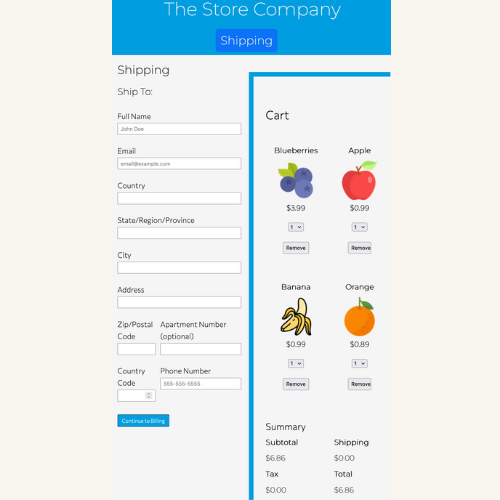 The Store Company
Shipping
Shipping
Ship To:
Full Name
John Doe
Email
email@example.com
Country
State/Region/Province
City
Address
Zip/Postal Code
Apartment Number (optional)
Country Code
Phone Number
555-555-5555
Continue to Billing
Cart
Blueberries Apple
$3.99 $0.99
1 1
Remove Remove
Banana Orange
$0.99 $0.89
1 1
Remove Remove
Summary
Subtotal Shipping
$6.86 $0.00
Tax Total
$0.00 $6.86